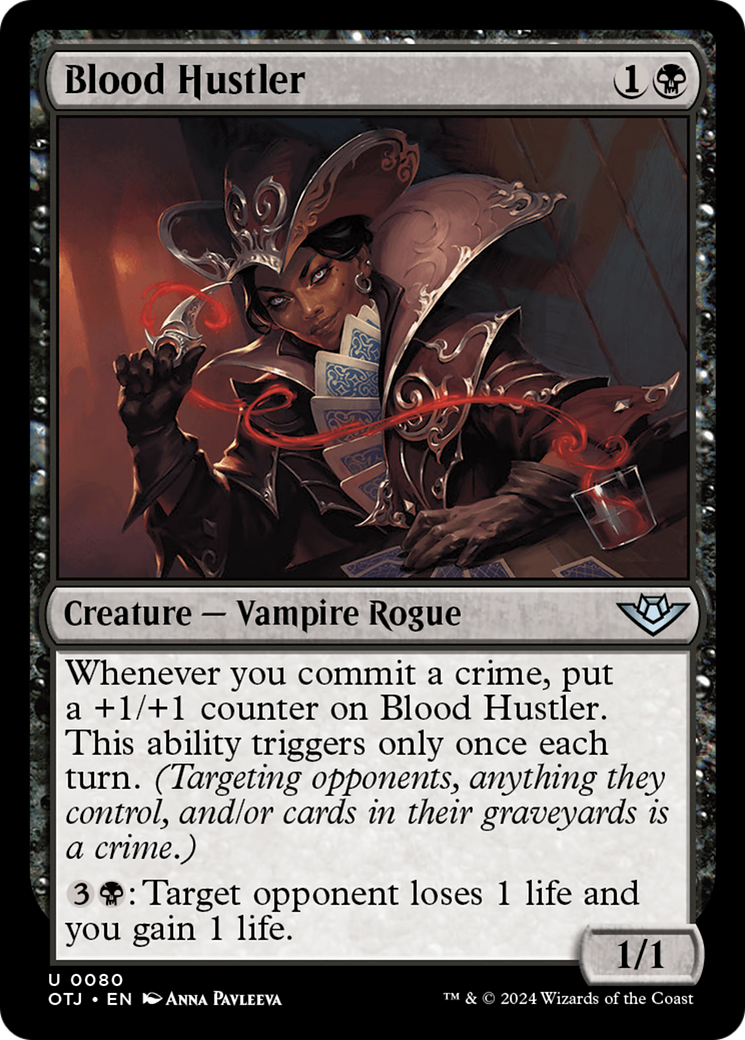 Blood Hustler 1
Creature — Vampire Rogue
Whenever you commit a crime, put
a +1/+1 counter on Blood Hustler.
This ability triggers only once each
turn. (Targeting opponents, anything they
control, and/or cards in their graveyards is
a crime.)
3: Target opponent loses 1 life and
you gain 1 life.
1/1
U 0080
OTJ • EN Anna Pavleeva
™ & © 2024 Wizards of the Coast